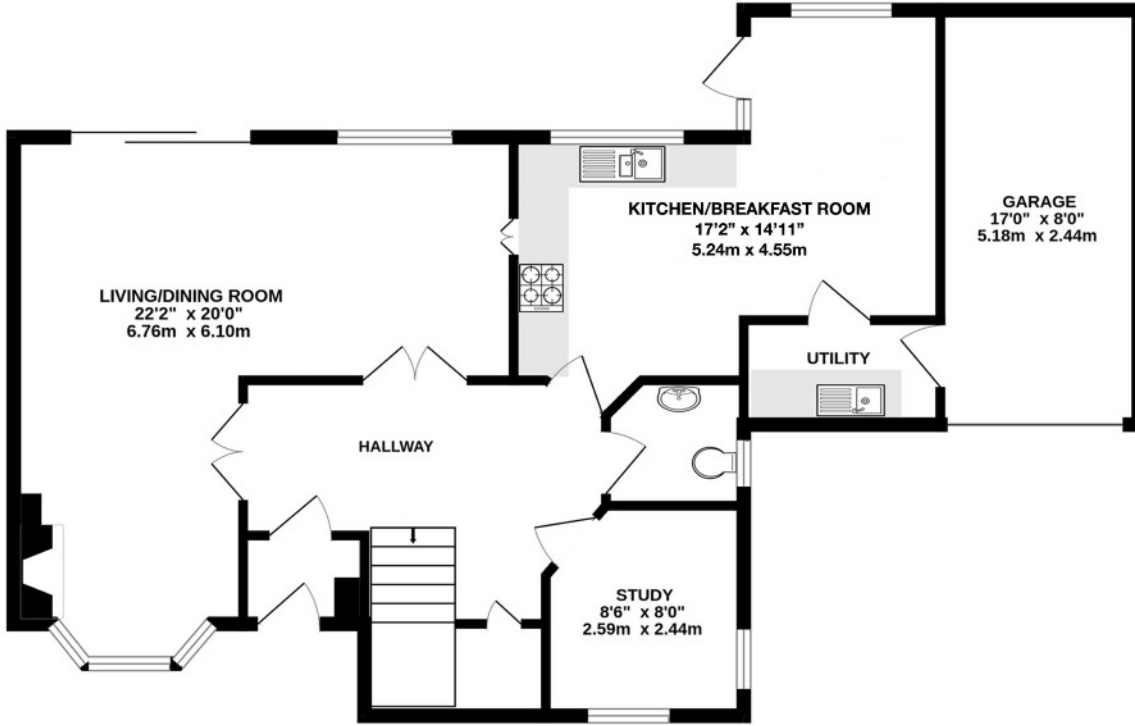 KITCHEN/BREAKFAST ROOM
17’2” x 14’11”
5.24m x 4.55m
GARAGE
17'0" x 8'0"
5.18m x 2.44m
LIVING/DINING ROOM
22'2" x 20'0"
6.76m x 6.10m
UTILITY
HALLWAY
STUDY
8'6" x 8'0"
2.59m x 2.44m